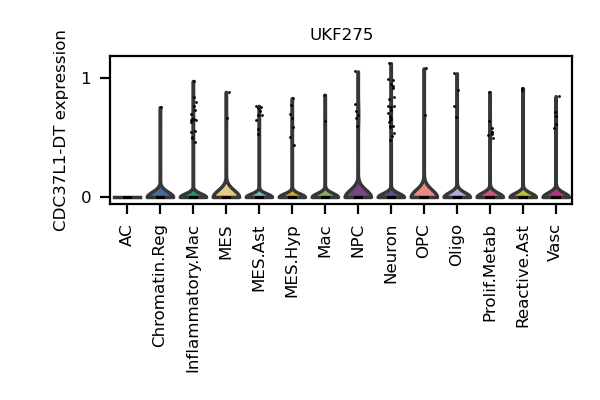 UKF275
CDC37L1-DT expression
1
0
AC
Chromatin.Reg
Inflammatory.Mac
MES
MES.Ast
MES.Hyp
Mac
NPC
Neuron
OPC
Oligo
Prolif.Metab
Reactive.Ast
Vasc